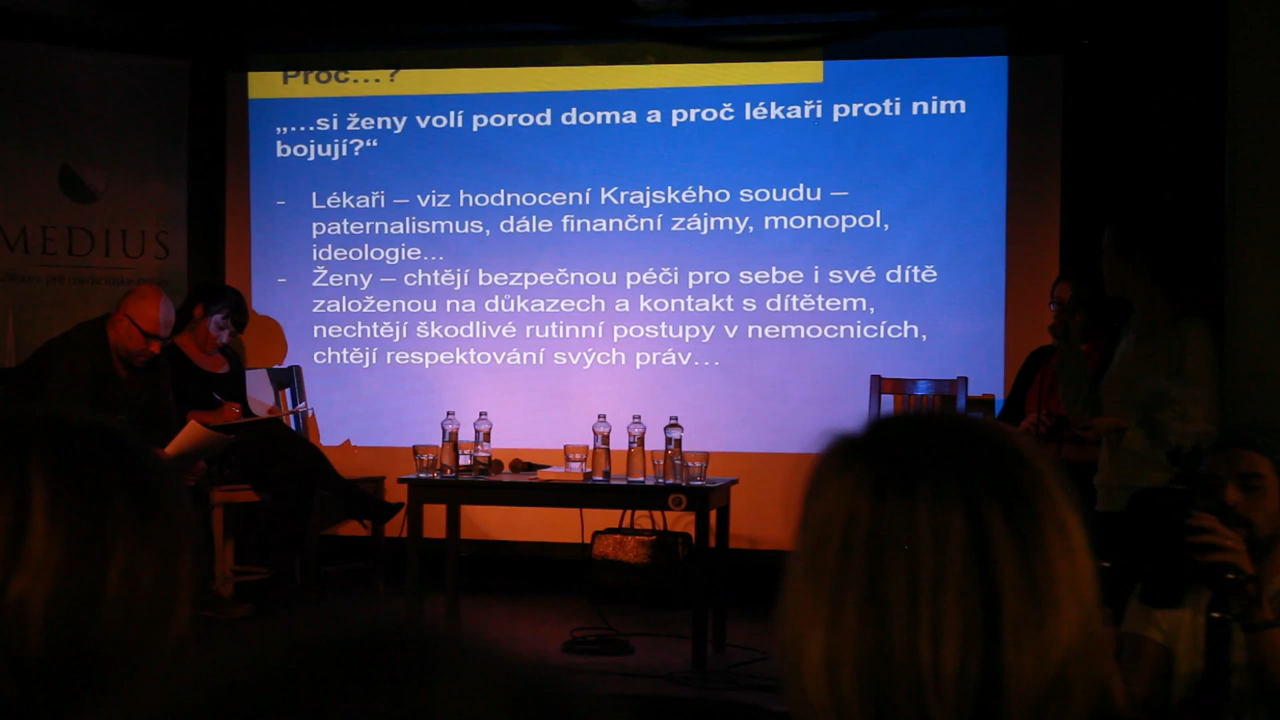 Proč...?
„...si ženy volí porod doma a proč lékaři proti nim
bojují?“
- Lékaři – viz hodnocení Krajského soudu –
paternalismus, dále finanční zájmy, monopol,
ideologie...
- Ženy – chtějí bezpečnou péči pro sebe i své dítě
založenou na důkazech a kontakt s dítětem,
nechtějí škodlivé rutinní postupy v nemocnicích,
chtějí respektování svých práv...
MEDIUS